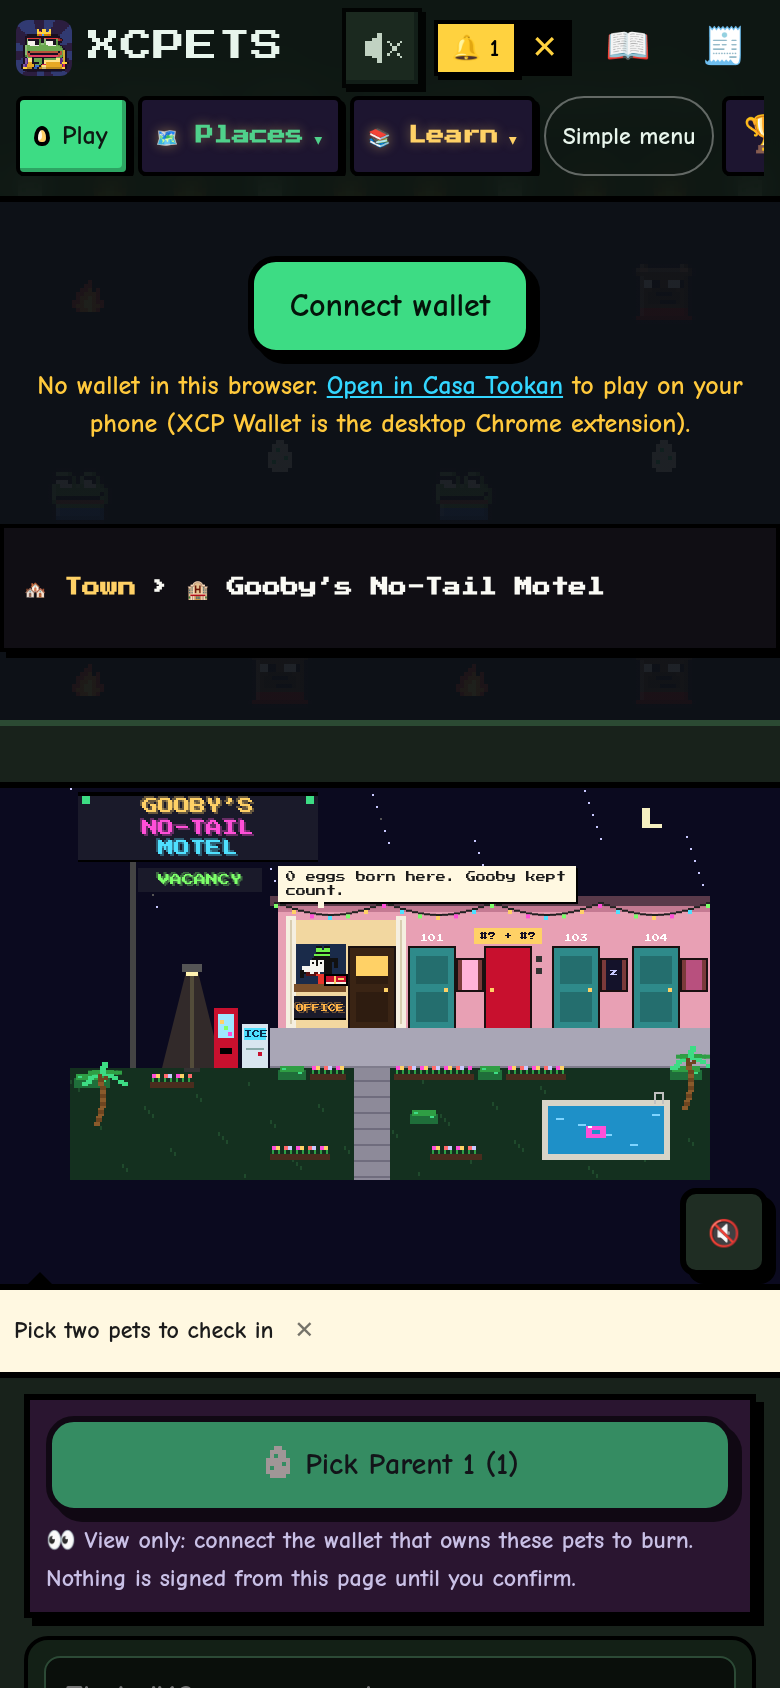 XCPETS
1
Play
Places
Learn
Simple menu
Connect wallet
No wallet in this browser. Open in Casa Tookan to play on your
phone (XCP Wallet is the desktop Chrome extension).
Town > Gooby's No-Tail Motel
GOOBY'S
NO-TAIL
MOTEL
VACANCY
0 eggs born here. Gooby kept
count.
101
#? + #?
103
104
Z
OFFICE
ICE
Pick two pets to check in
Pick Parent 1 (1)
View only: connect the wallet that owns these pets to burn.
Nothing is signed from this page until you confirm.